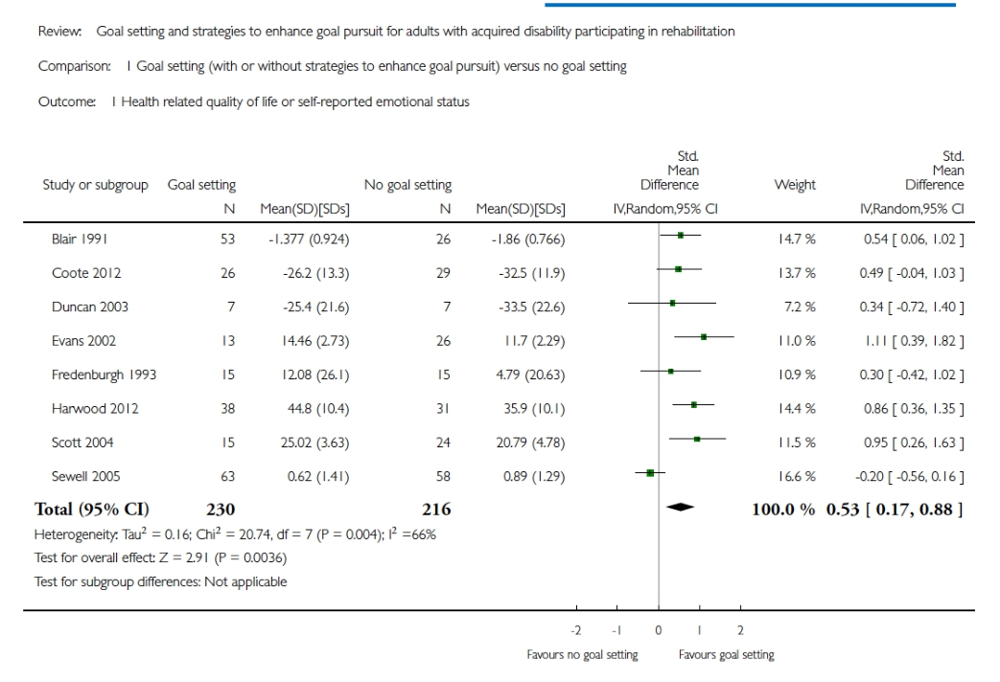 Review: Goal setting and strategies to enhance goal pursuit for adults with acquired disability participating in rehabilitation
Comparison: 1 Goal setting (with or without strategies to enhance goal pursuit) versus no goal setting
Outcome: 1 Health related quality of life or self-reported emotional status
Study or subgroup Goal setting No goal setting Std. Mean Difference Weight Std. Mean Difference
N Mean(SD)[SDs] N Mean(SD)[SDs] IV,Random,95% CI IV,Random,95% CI
Blair 1991 53 -1.377 (0.924) 26 -1.86 (0.766) 14.7 % 0.54 [ 0.06, 1.02 ]
Coote 2012 26 -26.2 (13.3) 29 -32.5 (11.9) 13.7 % 0.49 [ -0.04, 1.03 ]
Duncan 2003 7 -25.4 (21.6) 7 -33.5 (22.6) 7.2 % 0.34 [ -0.72, 1.40 ]
Evans 2002 13 14.46 (2.73) 26 11.7 (2.29) 11.0 % 1.11 [ 0.39, 1.82 ]
Fredenburgh 1993 15 12.08 (26.1) 15 4.79 (20.63) 10.9 % 0.30 [ -0.42, 1.02 ]
Harwood 2012 38 44.8 (10.4) 31 35.9 (10.1) 14.4 % 0.86 [ 0.36, 1.35 ]
Scott 2004 15 25.02 (3.63) 24 20.79 (4.78) 11.5 % 0.95 [ 0.26, 1.63 ]
Sewell 2005 63 0.62 (1.41) 58 0.89 (1.29) 16.6 % -0.20 [ -0.56, 0.16 ]
Total (95% CI) 230 216 100.0 % 0.53 [ 0.17, 0.88 ]
Heterogeneity: Tau² = 0.16; Chi² = 20.74, df = 7 (P = 0.004); I² =66%
Test for overall effect: Z = 2.91 (P = 0.0036)
Test for subgroup differences: Not applicable
-2 -1 0 1 2
Favours no goal setting Favours goal setting